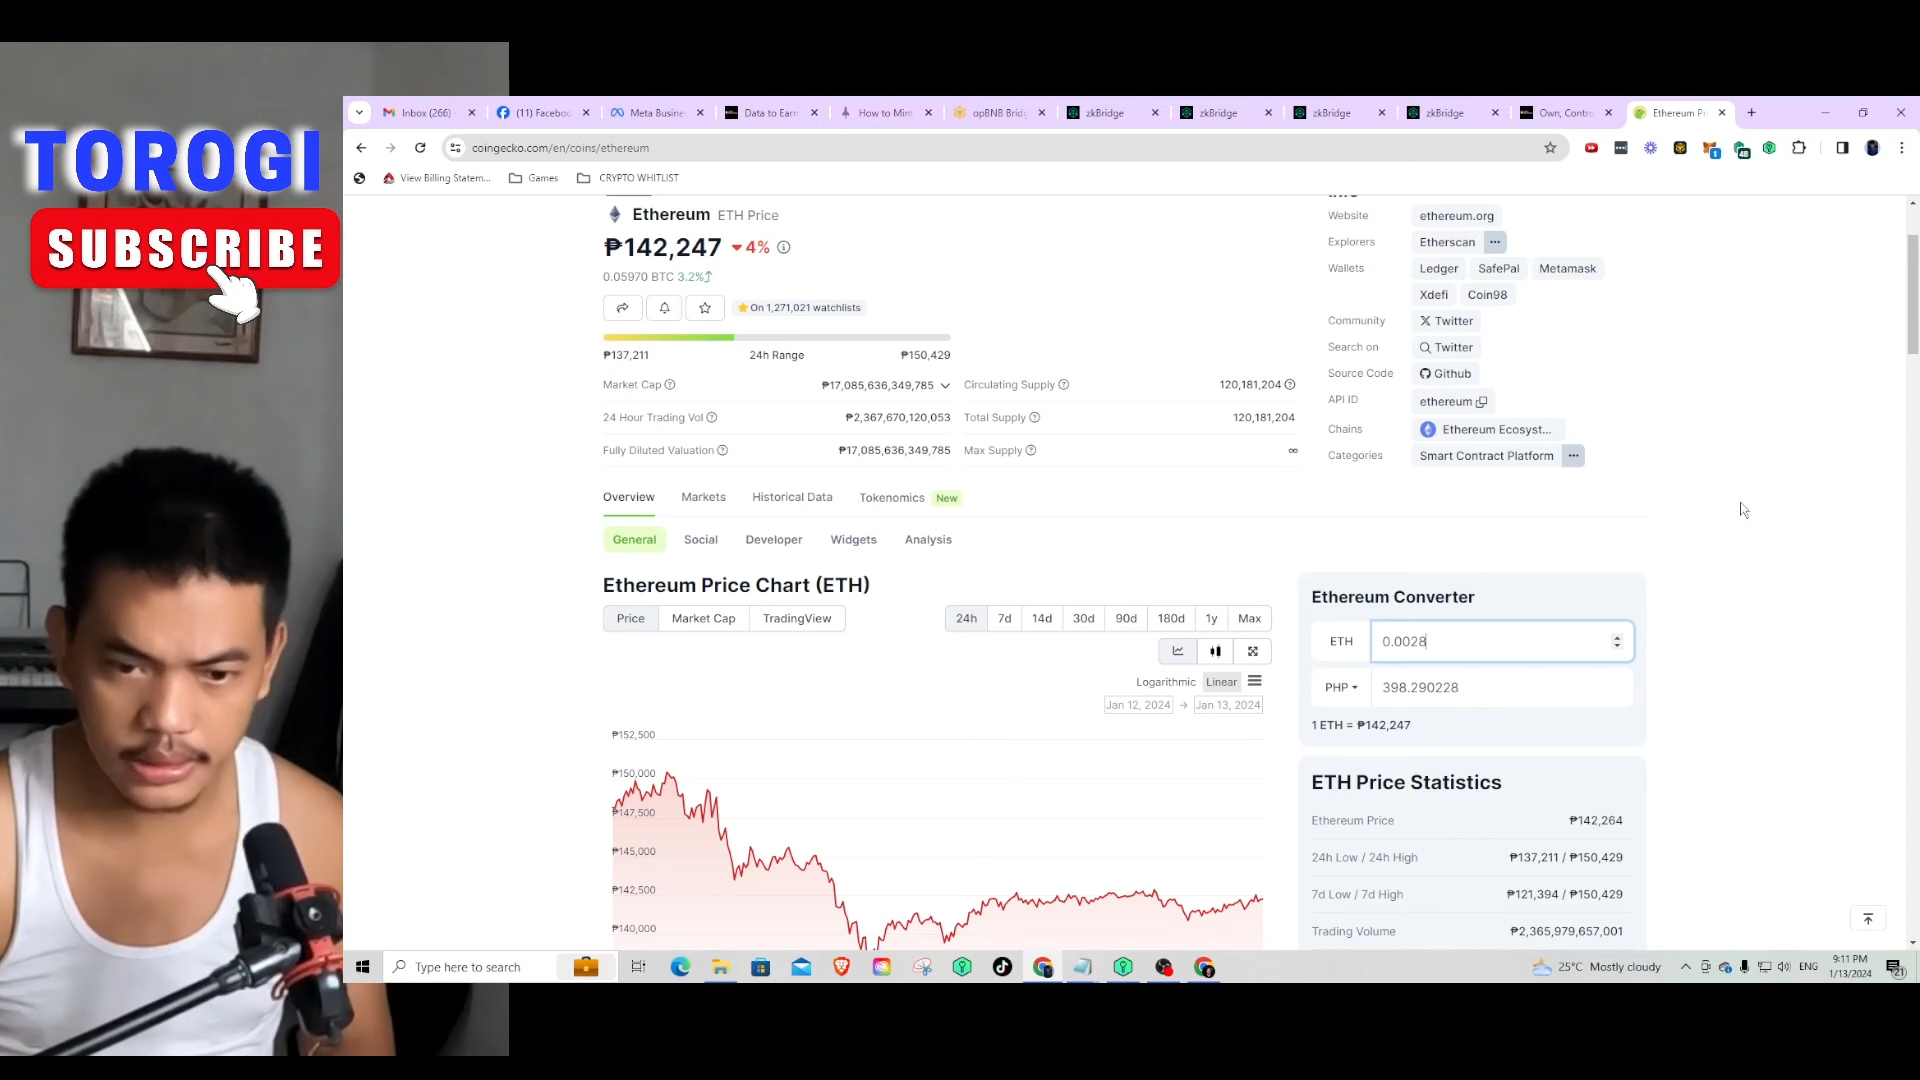 TOROGI
SUBSCRIBE
Inbox (266)
(11) Faceboo
Meta Busine
Data to Earn
How to Mint
opBNB Bridg
zkBridge
zkBridge
zkBridge
zkBridge
Own, Contro
Ethereum Pr
coingecko.com/en/coins/ethereum
1
48
View Billing Statem...
Games
CRYPTO WHITLIST
Ethereum ETH Price
₱142,247 4%
0.05970 BTC 3.2%
On 1,271,021 watchlists
₱137,211 24h Range ₱150,429
Market Cap ₱17,085,636,349,785
Circulating Supply 120,181,204
24 Hour Trading Vol ₱2,367,670,120,053
Total Supply 120,181,204
Fully Diluted Valuation ₱17,085,636,349,785
Max Supply ∞
Info
Website ethereum.org
Explorers Etherscan
Wallets Ledger SafePal Metamask
Xdefi Coin98
Community Twitter
Search on Twitter
Source Code Github
API ID ethereum
Chains Ethereum Ecosyst...
Categories Smart Contract Platform
Overview Markets Historical Data Tokenomics New
General Social Developer Widgets Analysis
Ethereum Price Chart (ETH)
Price Market Cap TradingView
24h 7d 14d 30d 90d 180d 1y Max
Logarithmic Linear
Jan 12, 2024 → Jan 13, 2024
₱152,500
₱150,000
₱147,500
₱145,000
₱142,500
₱140,000
Ethereum Converter
ETH 0.0028
PHP 398.290228
1 ETH = ₱142,247
ETH Price Statistics
Ethereum Price ₱142,264
24h Low / 24h High ₱137,211 / ₱150,429
7d Low / 7d High ₱121,394 / ₱150,429
Trading Volume ₱2,365,979,657,001
Type here to search
25°C Mostly cloudy
ENG
9:11 PM
1/13/2024
21